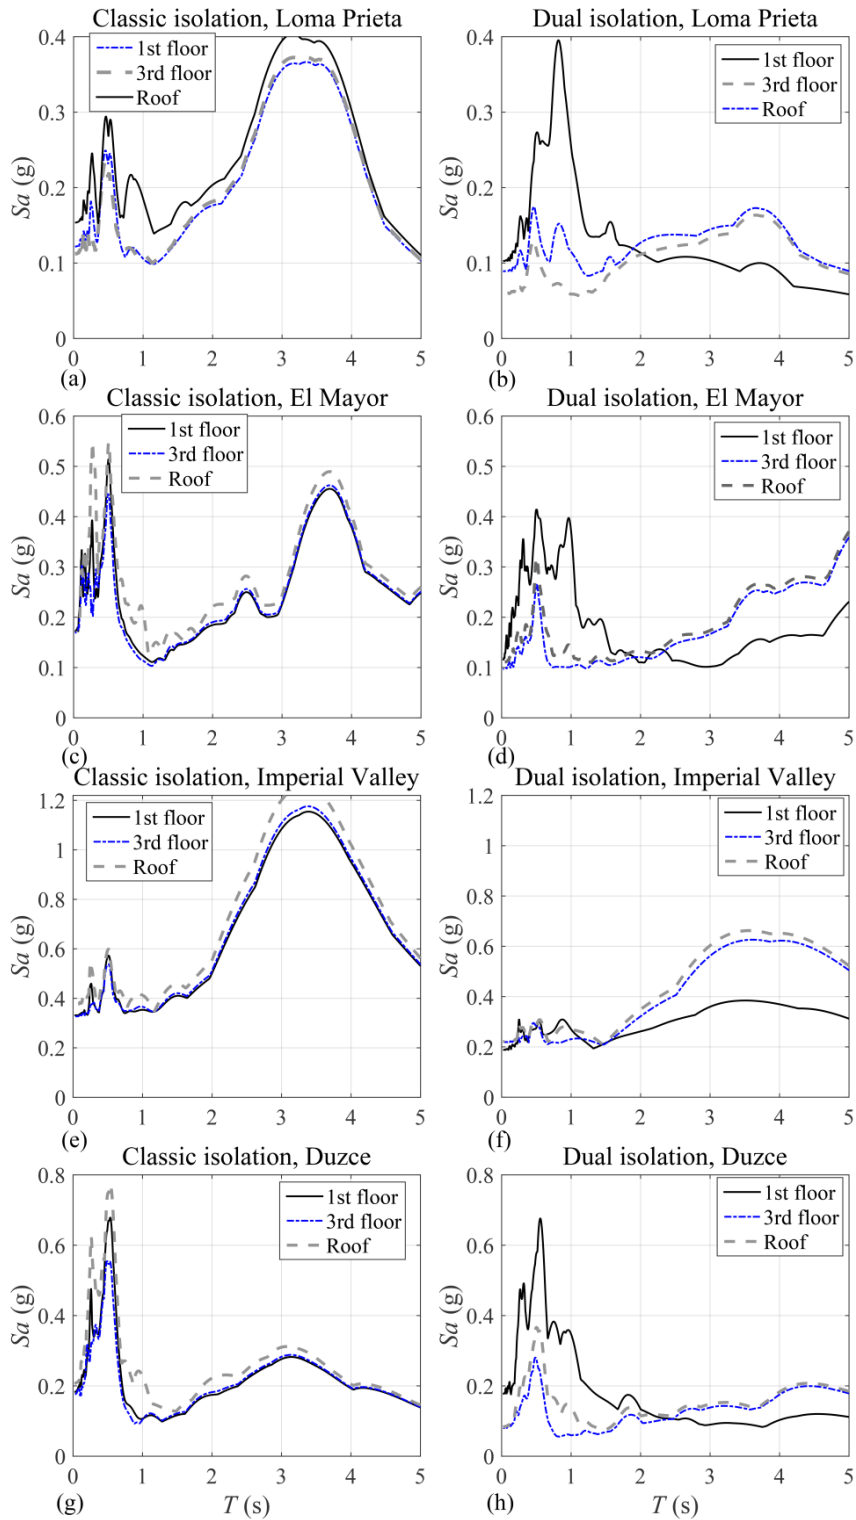 Classic isolation, Loma Prieta
0.4
0.3
0.2
0.1
0
Sa (g)
1st floor
3rd floor
Roof
0 1 2 3 4 5
(a)
Dual isolation, Loma Prieta
0.4
0.3
0.2
0.1
0
Sa (g)
1st floor
3rd floor
Roof
0 1 2 3 4 5
(b)
Classic isolation, El Mayor
0.6
0.5
0.4
0.3
0.2
0.1
0
Sa (g)
1st floor
3rd floor
Roof
0 1 2 3 4 5
(c)
Dual isolation, El Mayor
0.6
0.5
0.4
0.3
0.2
0.1
0
Sa (g)
1st floor
3rd floor
Roof
0 1 2 3 4 5
(d)
Classic isolation, Imperial Valley
1.2
1
0.8
0.6
0.4
0.2
0
Sa (g)
1st floor
3rd floor
Roof
0 1 2 3 4 5
(e)
Dual isolation, Imperial Valley
1.2
1
0.8
0.6
0.4
0.2
0
Sa (g)
1st floor
3rd floor
Roof
0 1 2 3 4 5
(f)
Classic isolation, Duzce
0.8
0.6
0.4
0.2
0
Sa (g)
1st floor
3rd floor
Roof
0 1 2 3 4 5
(g)
T (s)
Dual isolation, Duzce
0.8
0.6
0.4
0.2
0
Sa (g)
1st floor
3rd floor
Roof
0 1 2 3 4 5
(h)
T (s)